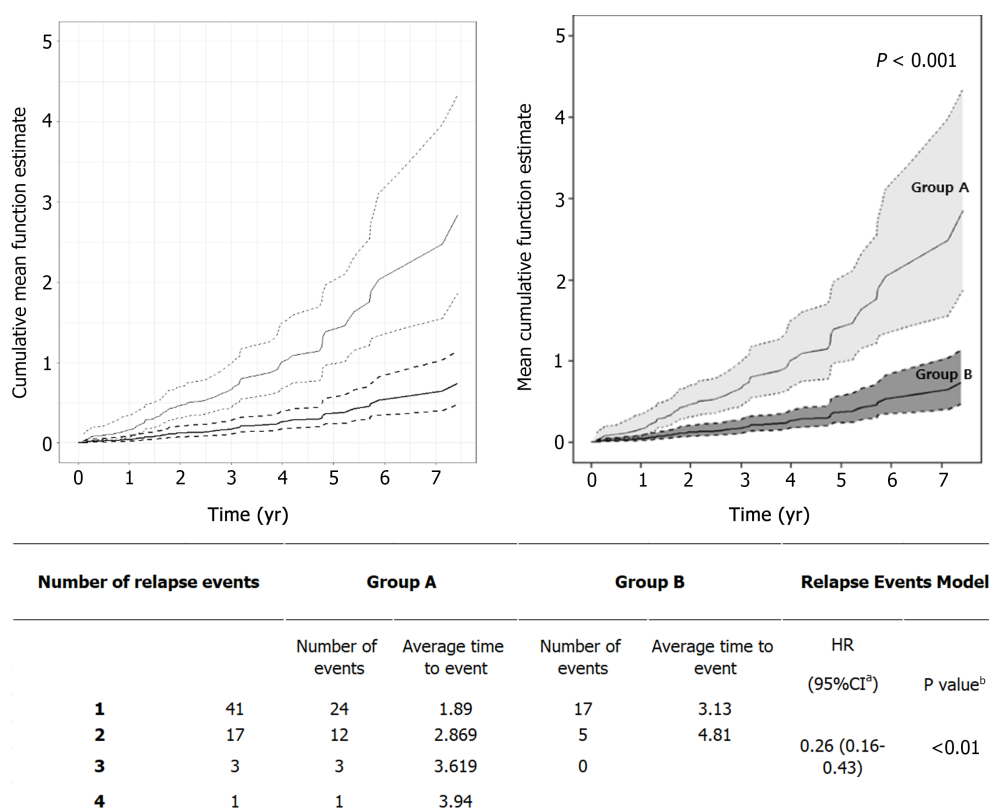 Cumulative mean function estimate
5
4
3
2
1
0
0 1 2 3 4 5 6 7
Time (yr)
Mean cumulative function estimate
5
4
3
2
1
0
P < 0.001
Group A
Group B
0 1 2 3 4 5 6 7
Time (yr)
Number of relapse events Group A Group B Relapse Events Model
Number of events Average time to event Number of events Average time to event HR (95%CIa) P valueb
1 41 24 1.89 17 3.13
2 17 12 2.869 5 4.81
0.26 (0.16-0.43) <0.01
3 3 3 3.619 0
4 1 1 3.94